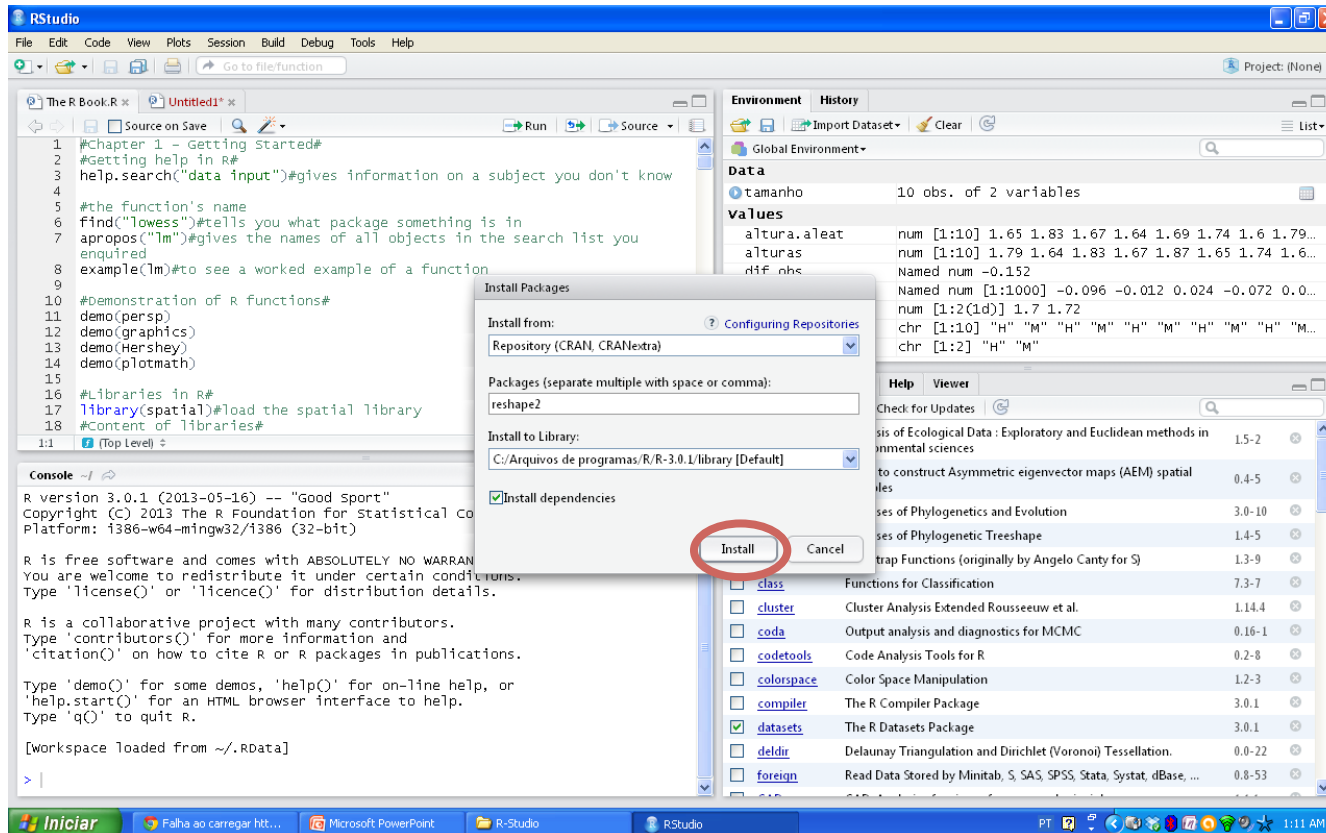 RStudio
File Edit Code View Plots Session Build Debug Tools Help
Go to file/function
Project: (None)
The R Book.R
Untitled1*
Source on Save
Run
Source
1 #Chapter 1 - Getting Started#
2 #Getting help in R#
3 help.search("data input")#gives information on a subject you don't know
4
5 #the function's name
6 find("lowess")#tells you what package something is in
7 apropos("lm")#gives the names of all objects in the search list you
enquired
8 example(lm)#to see a worked example of a function
9
10 #Demonstration of R functions#
11 demo(persp)
12 demo(graphics)
13 demo(Hershey)
14 demo(plotmath)
15
16 #Libraries in R#
17 library(spatial)#load the spatial library
18 #Content of libraries#
1:1 (Top Level)
Console ~/
R version 3.0.1 (2013-05-16) -- "Good Sport"
Copyright (C) 2013 The R Foundation for Statistical Co
Platform: i386-w64-mingw32/i386 (32-bit)
R is free software and comes with ABSOLUTELY NO WARRAN
You are welcome to redistribute it under certain conditions.
Type 'license()' or 'licence()' for distribution details.
R is a collaborative project with many contributors.
Type 'contributors()' for more information and
'citation()' on how to cite R or R packages in publications.
Type 'demo()' for some demos, 'help()' for on-line help, or
'help.start()' for an HTML browser interface to help.
Type 'q()' to quit R.
[Workspace loaded from ~/.RData]
>
Install Packages
Install from:
? Configuring Repositories
Repository (CRAN, CRANextra)
Packages (separate multiple with space or comma):
reshape2
Install to Library:
C:/Arquivos de programas/R/R-3.0.1/library [Default]
Install dependencies
Install
Cancel
Environment History
Import Dataset
Clear
List
Global Environment
Data
tamanho 10 obs. of 2 variables
Values
altura.aleat num [1:10] 1.65 1.83 1.67 1.64 1.69 1.74 1.6 1.79...
alturas num [1:10] 1.79 1.64 1.83 1.67 1.87 1.65 1.74 1.6...
dif.obs Named num -0.152
Named num [1:1000] -0.096 -0.012 0.024 -0.072 0.0...
num [1:2(1d)] 1.7 1.72
chr [1:10] "H" "M" "H" "M" "H" "M" "H" "M" "H" "M...
chr [1:2] "H" "M"
Help Viewer
Check for Updates
sis of Ecological Data : Exploratory and Euclidean methods in
onmental sciences 1.5-2
to construct Asymmetric eigenvector maps (AEM) spatial
les 0.4-5
ses of Phylogenetics and Evolution 3.0-10
ses of Phylogenetic Treeshape 1.4-5
trap Functions (originally by Angelo Canty for S) 1.3-9
class Functions for Classification 7.3-7
cluster Cluster Analysis Extended Rousseeuw et al. 1.14.4
coda Output analysis and diagnostics for MCMC 0.16-1
codetools Code Analysis Tools for R 0.2-8
colorspace Color Space Manipulation 1.2-3
compiler The R Compiler Package 3.0.1
datasets The R Datasets Package 3.0.1
deldir Delaunay Triangulation and Dirichlet (Voronoi) Tessellation. 0.0-22
foreign Read Data Stored by Minitab, S, SAS, SPSS, Stata, Systat, dBase, ... 0.8-53
Iniciar
Falha ao carregar htt...
Microsoft PowerPoint
R-Studio
RStudio
PT
1:11 AM